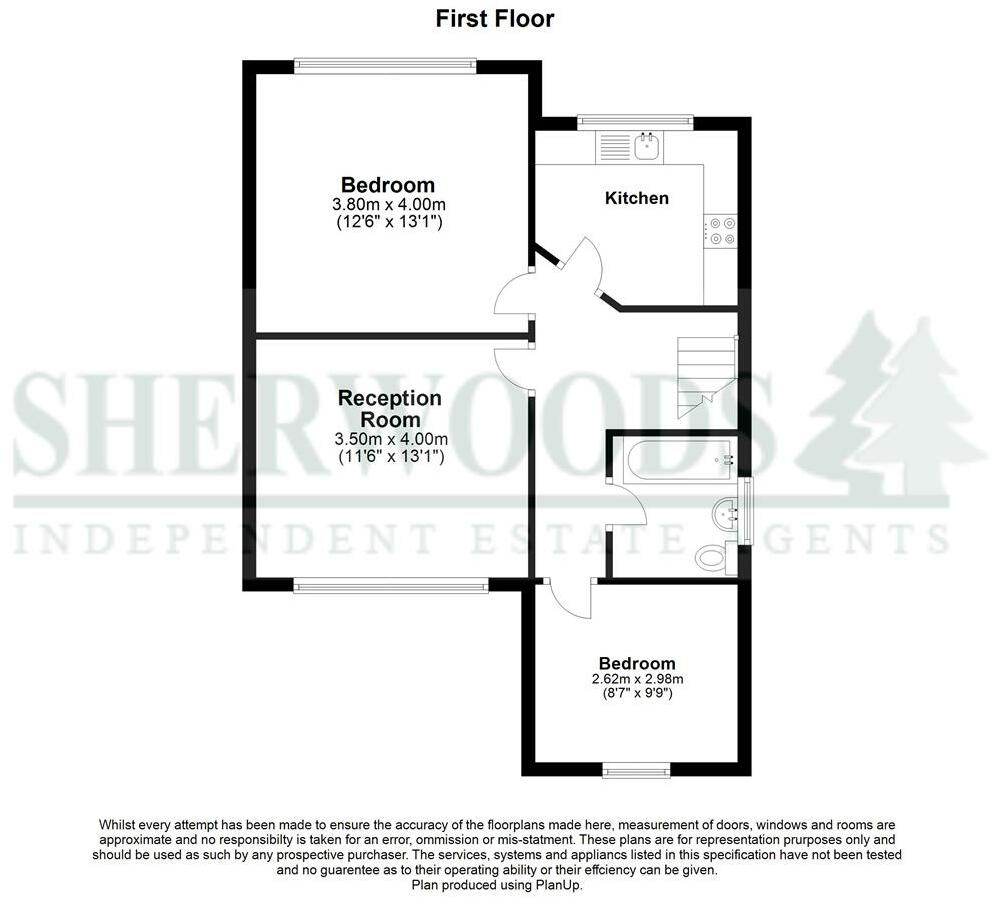 First Floor
Bedroom
3.80m x 4.00m
(12'6" x 13'1")
Kitchen
Reception
Room
3.50m x 4.00m
(11'6" x 13'1")
SHERWOODS
INDEPENDENT ESTATE AGENTS
Bedroom
2.62m x 2.98m
(8'7" x 9'9")
Whilst every attempt has been made to ensure the accuracy of the floorplans made here, measurement of doors, windows and rooms are
approximate and no responsibilty is taken for an error, ommission or mis-statment. These plans are for representation prurposes only and
should be used as such by any prospective purchaser. The services, systems and appliancs listed in this specification have not been tested
and no guarentee as to their operating ability or their effciency can be given.
Plan produced using PlanUp.